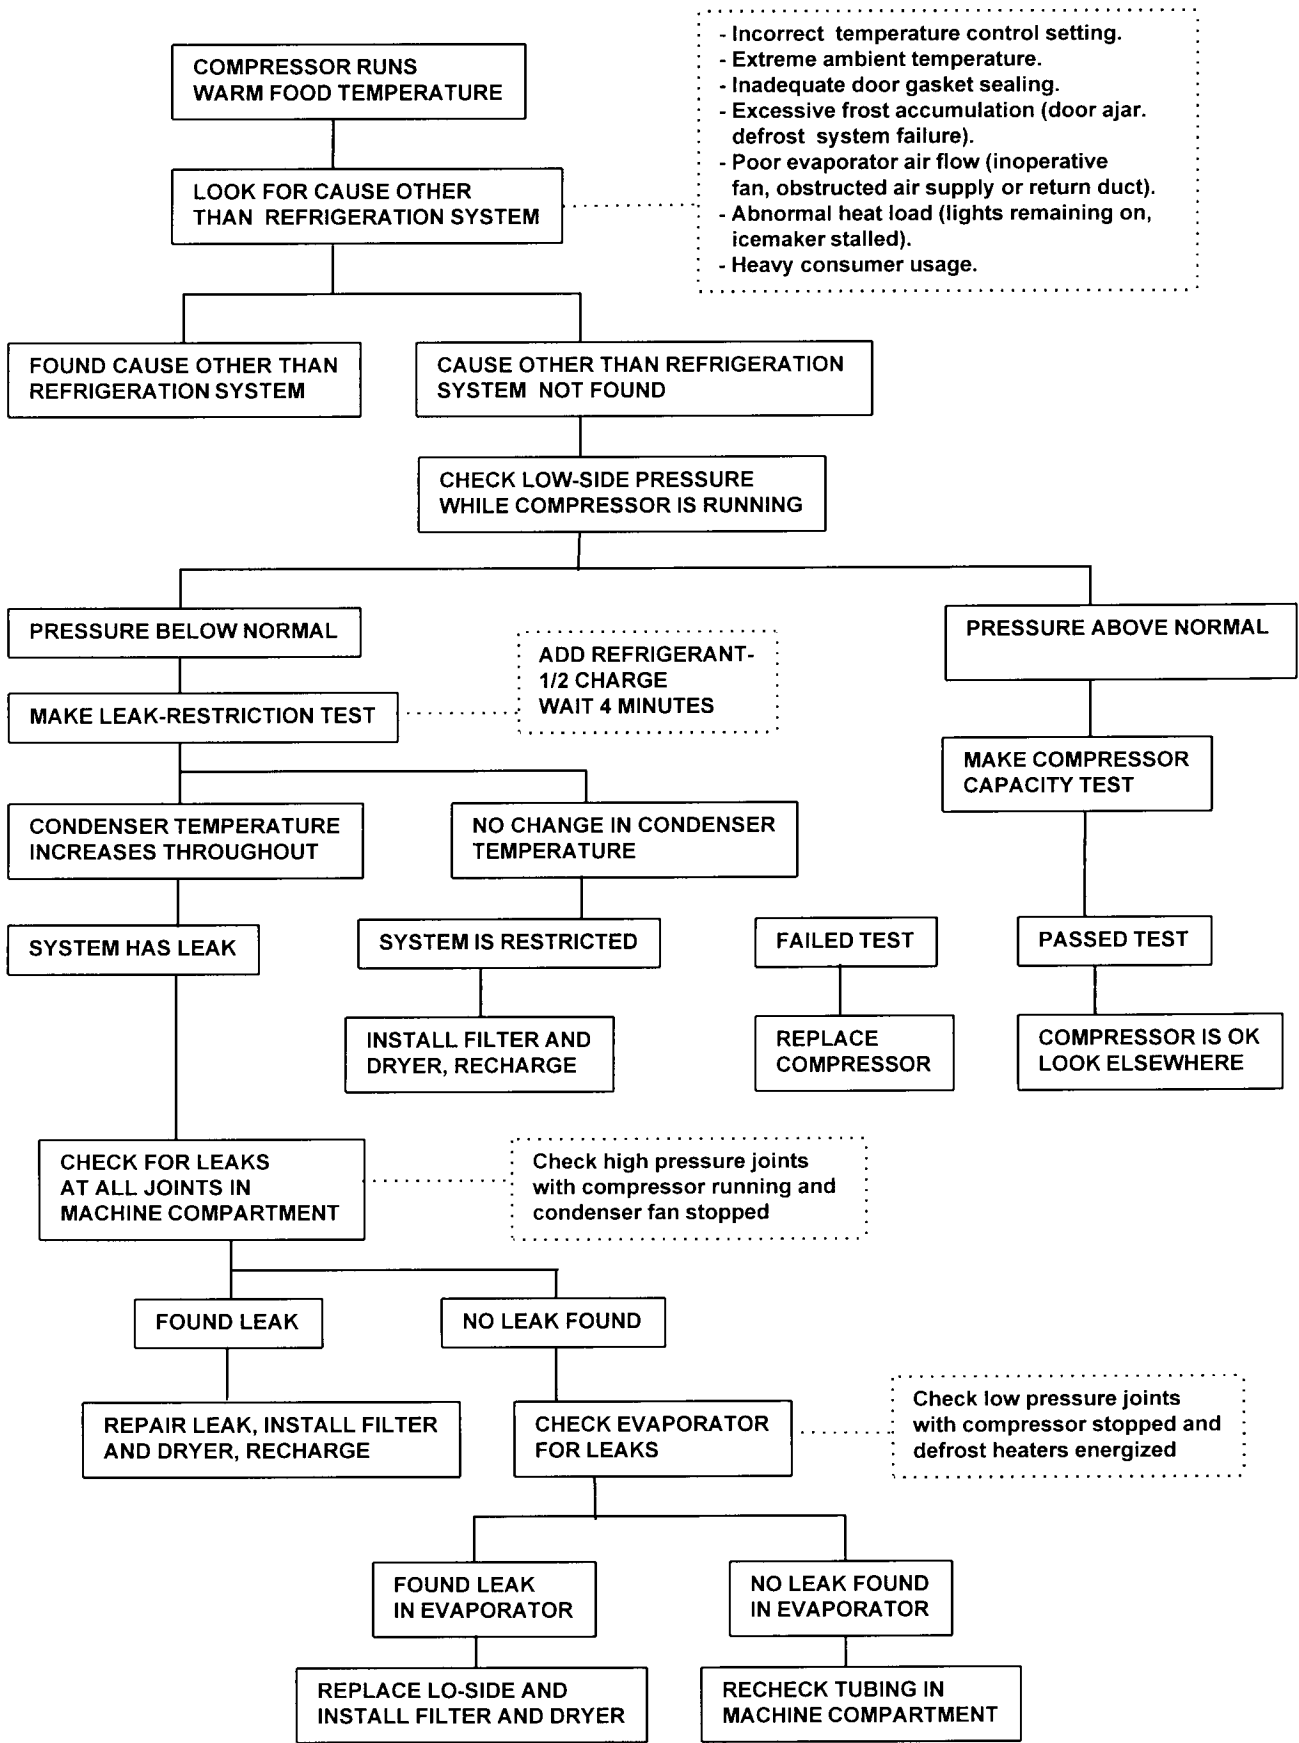 COMPRESSOR RUNS
WARM FOOD TEMPERATURE
- Incorrect temperature control setting.
- Extreme ambient temperature.
- Inadequate door gasket sealing.
- Excessive frost accumulation (door ajar.
defrost system failure).
- Poor evaporator air flow (inoperative
fan, obstructed air supply or return duct).
- Abnormal heat load (lights remaining on,
icemaker stalled).
- Heavy consumer usage.
LOOK FOR CAUSE OTHER
THAN REFRIGERATION SYSTEM
FOUND CAUSE OTHER THAN
REFRIGERATION SYSTEM
CAUSE OTHER THAN REFRIGERATION
SYSTEM NOT FOUND
CHECK LOW-SIDE PRESSURE
WHILE COMPRESSOR IS RUNNING
PRESSURE BELOW NORMAL
PRESSURE ABOVE NORMAL
ADD REFRIGERANT-
1/2 CHARGE
WAIT 4 MINUTES
MAKE LEAK-RESTRICTION TEST
MAKE COMPRESSOR
CAPACITY TEST
CONDENSER TEMPERATURE
INCREASES THROUGHOUT
NO CHANGE IN CONDENSER
TEMPERATURE
SYSTEM HAS LEAK
SYSTEM IS RESTRICTED
FAILED TEST
PASSED TEST
INSTALL FILTER AND
DRYER, RECHARGE
REPLACE
COMPRESSOR
COMPRESSOR IS OK
LOOK ELSEWHERE
CHECK FOR LEAKS
AT ALL JOINTS IN
MACHINE COMPARTMENT
Check high pressure joints
with compressor running and
condenser fan stopped
FOUND LEAK
NO LEAK FOUND
REPAIR LEAK, INSTALL FILTER
AND DRYER, RECHARGE
CHECK EVAPORATOR
FOR LEAKS
Check low pressure joints
with compressor stopped and
defrost heaters energized
FOUND LEAK
IN EVAPORATOR
NO LEAK FOUND
IN EVAPORATOR
REPLACE LO-SIDE AND
INSTALL FILTER AND DRYER
RECHECK TUBING IN
MACHINE COMPARTMENT